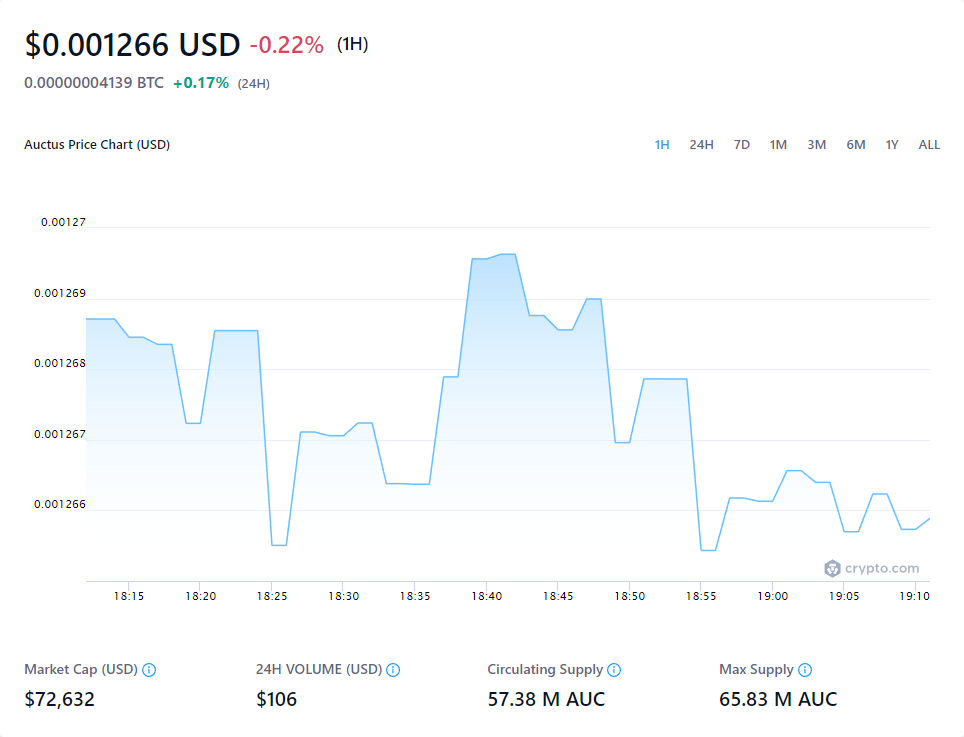 $0.001266 USD -0.22% (1H)
0.00000004139 BTC +0.17% (24H)
Auctus Price Chart (USD) 1H 24H 7D 1M 3M 6M 1Y ALL
0.00127
0.001269
0.001268
0.001267
0.001266
crypto.com
18:15 18:20 18:25 18:30 18:35 18:40 18:45 18:50 18:55 19:00 19:05 19:10
Market Cap (USD) 24H VOLUME (USD) Circulating Supply Max Supply
$72,632 $106 57.38 M AUC 65.83 M AUC